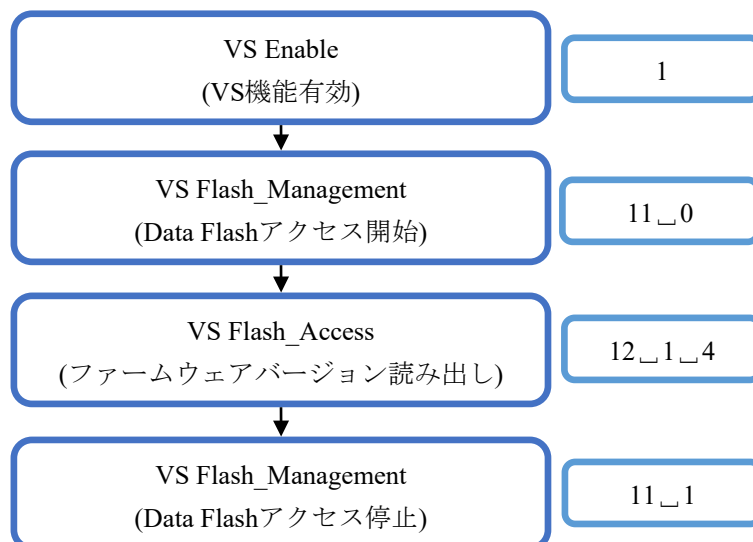 VS Enable
(VS機能有効)
1
VS Flash_Management
(Data Flashアクセス開始)
11⎵0
VS Flash_Access
(ファームウェアバージョン読み出し)
12⎵1⎵4
VS Flash_Management
(Data Flashアクセス停止)
11⎵1